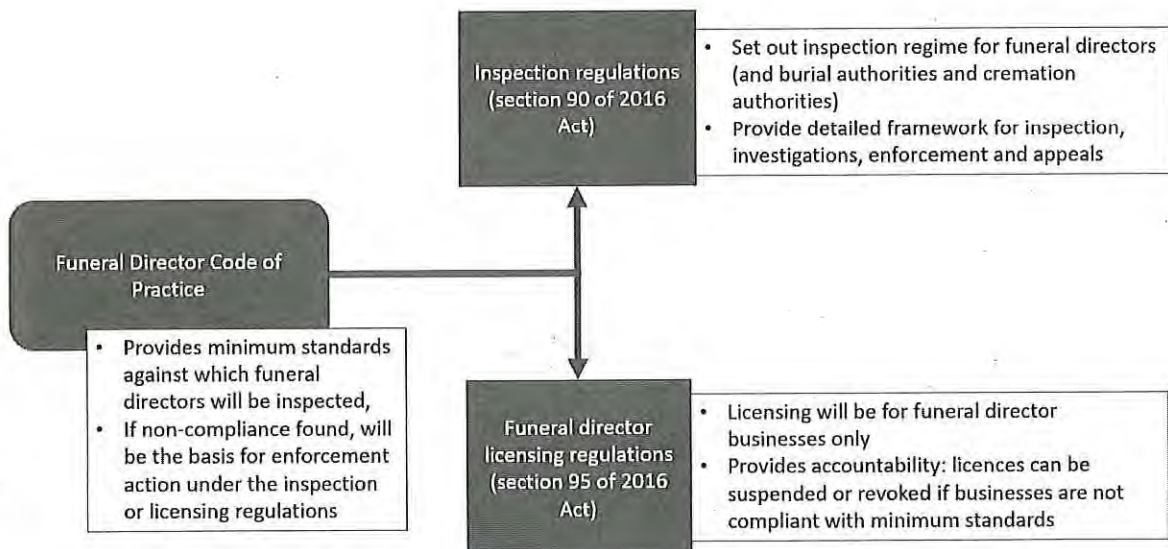 Inspection regulations
(section 90 of 2016
Act)
• Set out inspection regime for funeral directors
(and burial authorities and cremation
authorities)
• Provide detailed framework for inspection,
investigations, enforcement and appeals
Funeral Director Code of
Practice
• Provides minimum standards
against which funeral
directors will be inspected,
• If non-compliance found, will
be the basis for enforcement
action under the inspection
or licensing regulations
Funeral director
licensing regulations
(section 95 of 2016
Act)
• Licensing will be for funeral director
businesses only
• Provides accountability: licences can be
suspended or revoked if businesses are not
compliant with minimum standards